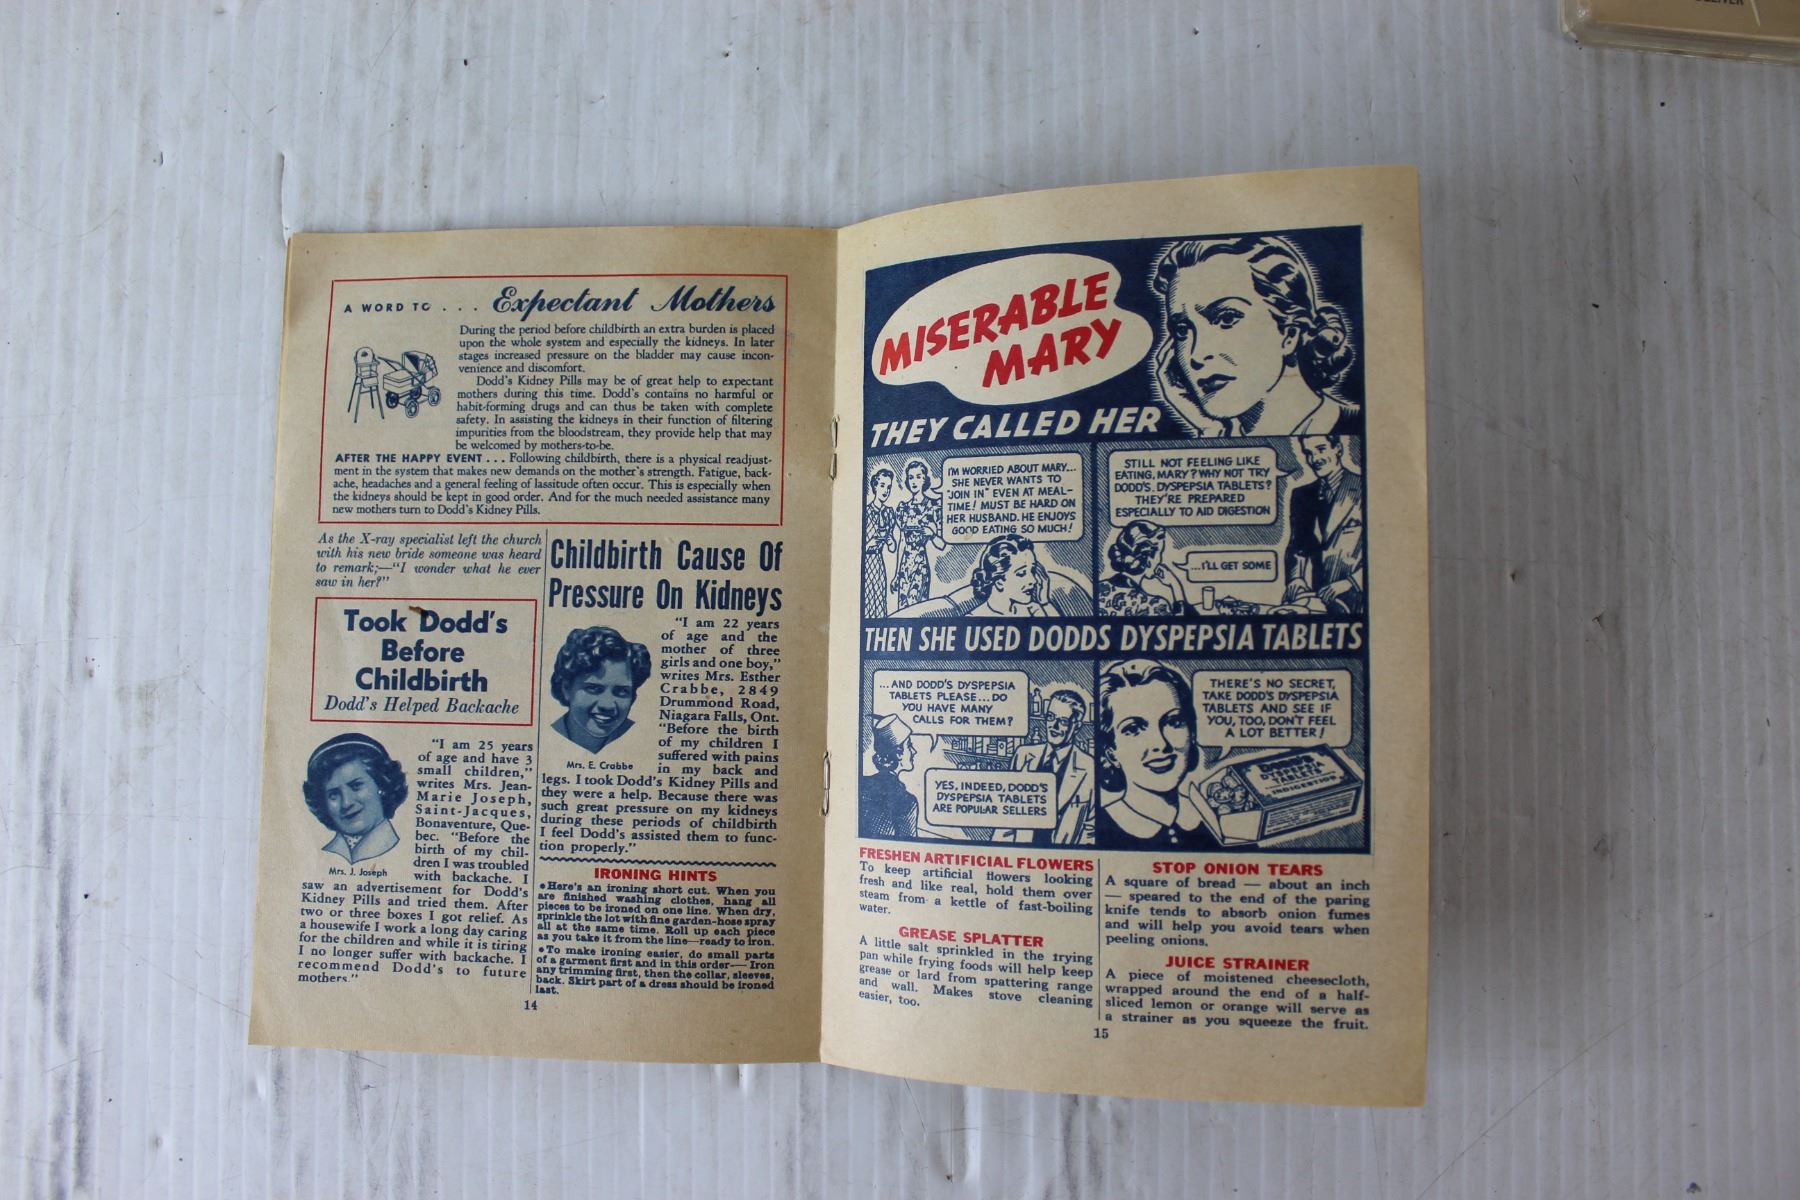 A WORD TO . . . Expectant Mothers
During the period before childbirth an extra burden is placed
upon the whole system and especially the kidneys. In later
stages increased pressure on the bladder may cause incon-
venience and discomfort.
Dodd's Kidney Pills may be of great help to expectant
mothers during this time. Dodd's contains no harmful or
habit-forming drugs and can thus be taken with complete
safety. In assisting the kidneys in their function of filtering
impurities from the bloodstream, they provide help that may
be welcomed by mothers-to-be.
AFTER THE HAPPY EVENT . . . Following childbirth, there is a physical readjust-
ment in the system that makes new demands on the mother's strength. Fatigue, back-
ache, headaches and a general feeling of lassitude often occur. This is especially when
the kidneys should be kept in good order. And for the much needed assistance many
new mothers turn to Dodd's Kidney Pills.
As the X-ray specialist left the church
with his new bride someone was heard
to remark;—"I wonder what he ever
saw in her?"
Took Dodd's
Before
Childbirth
Dodd's Helped Backache
"I am 25 years
of age and have 3
small children,"
writes Mrs. Jean-
Marie Joseph,
Saint-Jacques,
Bonaventure, Que-
bec. "Before the
birth of my chil-
dren I was troubled
with backache. I
Mrs. J. Joseph
saw an advertisement for Dodd's
Kidney Pills and tried them. After
two or three boxes I got relief. As
a housewife I work a long day caring
for the children and while it is tiring
I no longer suffer with backache. I
recommend Dodd's to future
mothers."
Childbirth Cause Of
Pressure On Kidneys
"I am 22 years
of age and the
mother of three
girls and one boy,"
writes Mrs. Esther
Crabbe, 2849
Drummond Road,
Niagara Falls, Ont.
"Before the birth
of my children I
suffered with pains
in my back and
Mrs. E. Crabbe
legs. I took Dodd's Kidney Pills and
they were a help. Because there was
such great pressure on my kidneys
during these periods of childbirth
I feel Dodd's assisted them to func-
tion properly."
IRONING HINTS
• Here's an ironing short cut. When you
are finished washing clothes, hang all
pieces to be ironed on one line. When dry,
sprinkle the lot with fine garden-hose spray
all at the same time. Roll up each piece
as you take it from the line—ready to iron.
• To make ironing easier, do small parts
of a garment first and in this order— Iron
any trimming first, then the collar, sleeves,
back. Skirt part of a dress should be ironed
last.
14
MISERABLE
MARY
THEY CALLED HER
I'M WORRIED ABOUT MARY...
SHE NEVER WANTS TO
"JOIN IN" EVEN AT MEAL-
TIME! MUST BE HARD ON
HER HUSBAND. HE ENJOYS
GOOD EATING SO MUCH!
STILL NOT FEELING LIKE
EATING, MARY? WHY NOT TRY
DODD'S DYSPEPSIA TABLETS?
THEY'RE PREPARED
ESPECIALLY TO AID DIGESTION
...I'LL GET SOME
THEN SHE USED DODDS DYSPEPSIA TABLETS
...AND DODD'S DYSPEPSIA
TABLETS PLEASE...DO
YOU HAVE MANY
CALLS FOR THEM?
YES, INDEED, DODD'S
DYSPEPSIA TABLETS
ARE POPULAR SELLERS
THERE'S NO SECRET,
TAKE DODD'S DYSPEPSIA
TABLETS AND SEE IF
YOU, TOO, DON'T FEEL
A LOT BETTER!
DODD'S
DYSPEPSIA
TABLETS
INDIGESTION
FRESHEN ARTIFICIAL FLOWERS
To keep artificial flowers looking
fresh and like real, hold them over
steam from a kettle of fast-boiling
water.
GREASE SPLATTER
A little salt sprinkled in the frying
pan while frying foods will help keep
grease or lard from spattering range
and wall. Makes stove cleaning
easier, too.
STOP ONION TEARS
A square of bread — about an inch
— speared to the end of the paring
knife tends to absorb onion fumes
and will help you avoid tears when
peeling onions.
JUICE STRAINER
A piece of moistened cheesecloth,
wrapped around the end of a half-
sliced lemon or orange will serve as
a strainer as you squeeze the fruit.
15